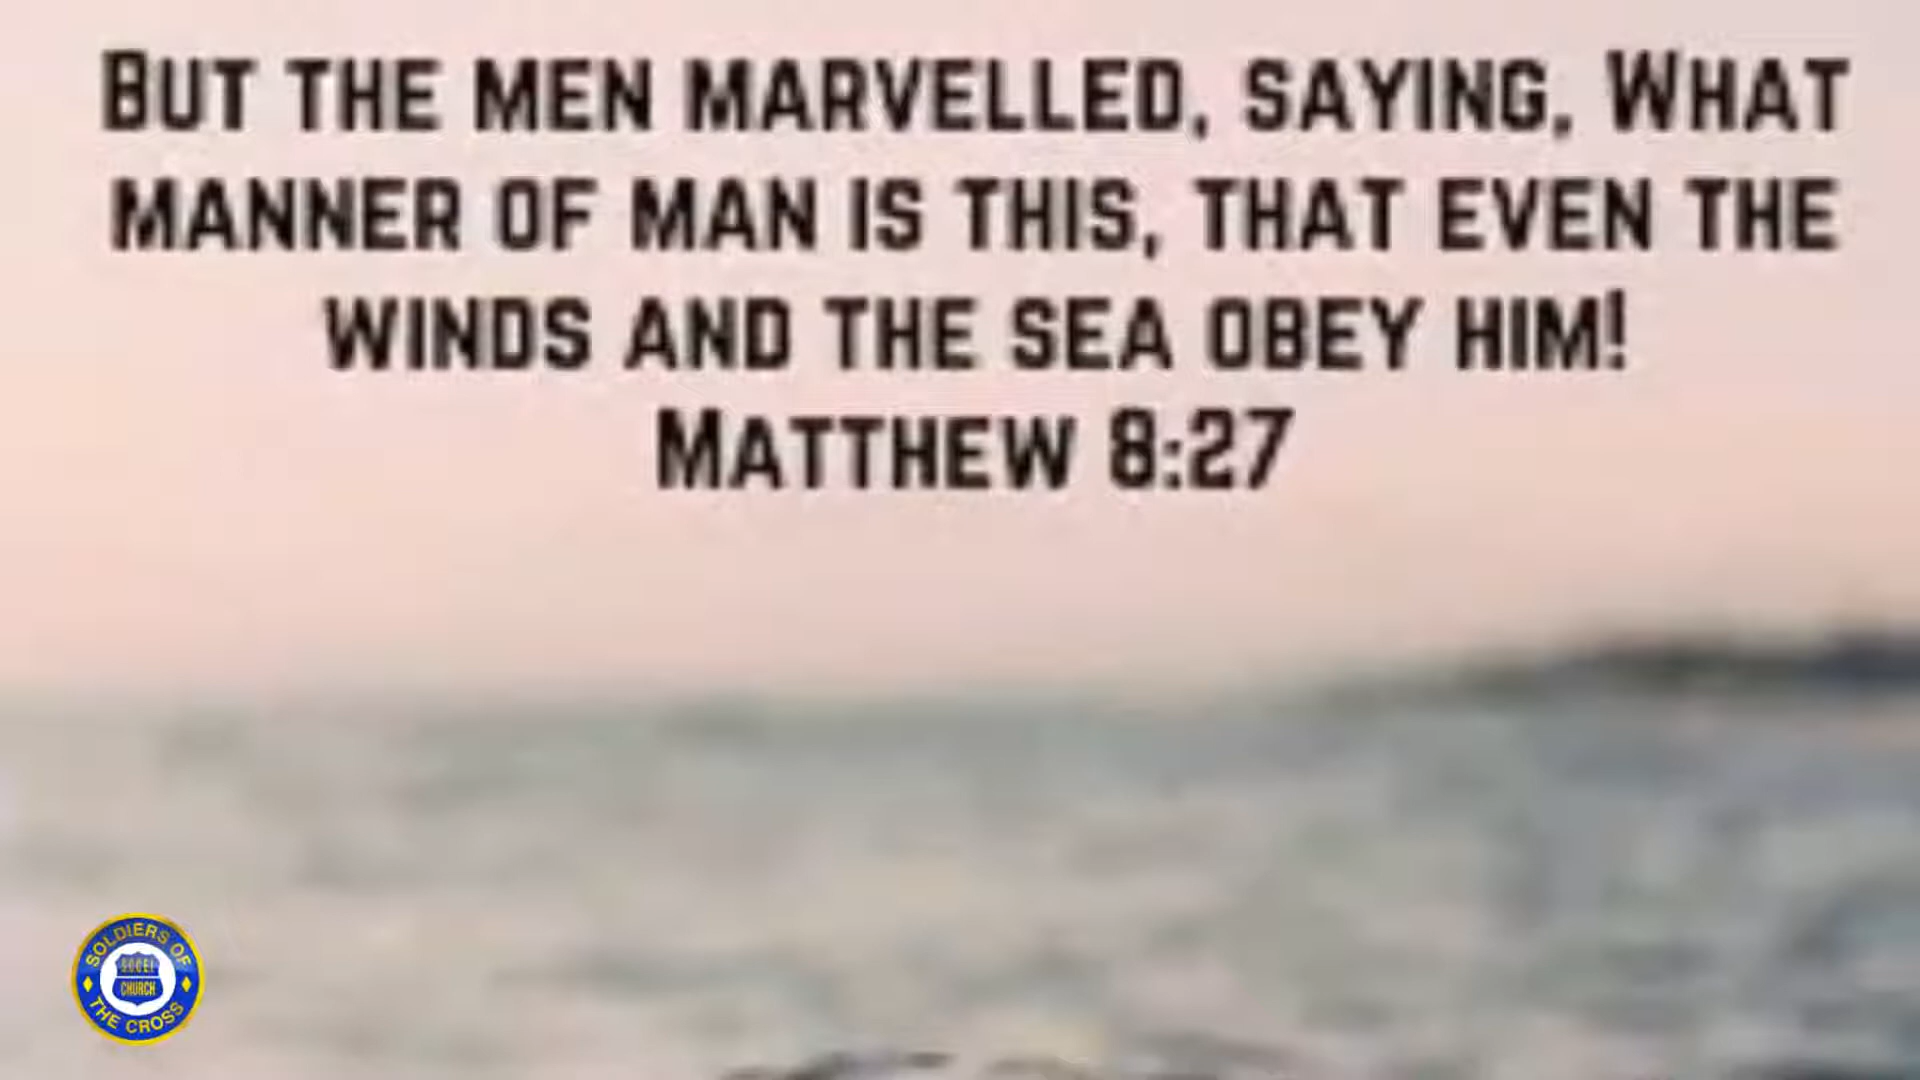 But the men marvelled, saying, What
manner of man is this, that even the
winds and the sea obey him!
Matthew 8:27
SOLDIERS OF
THE CROSS
CHURCH